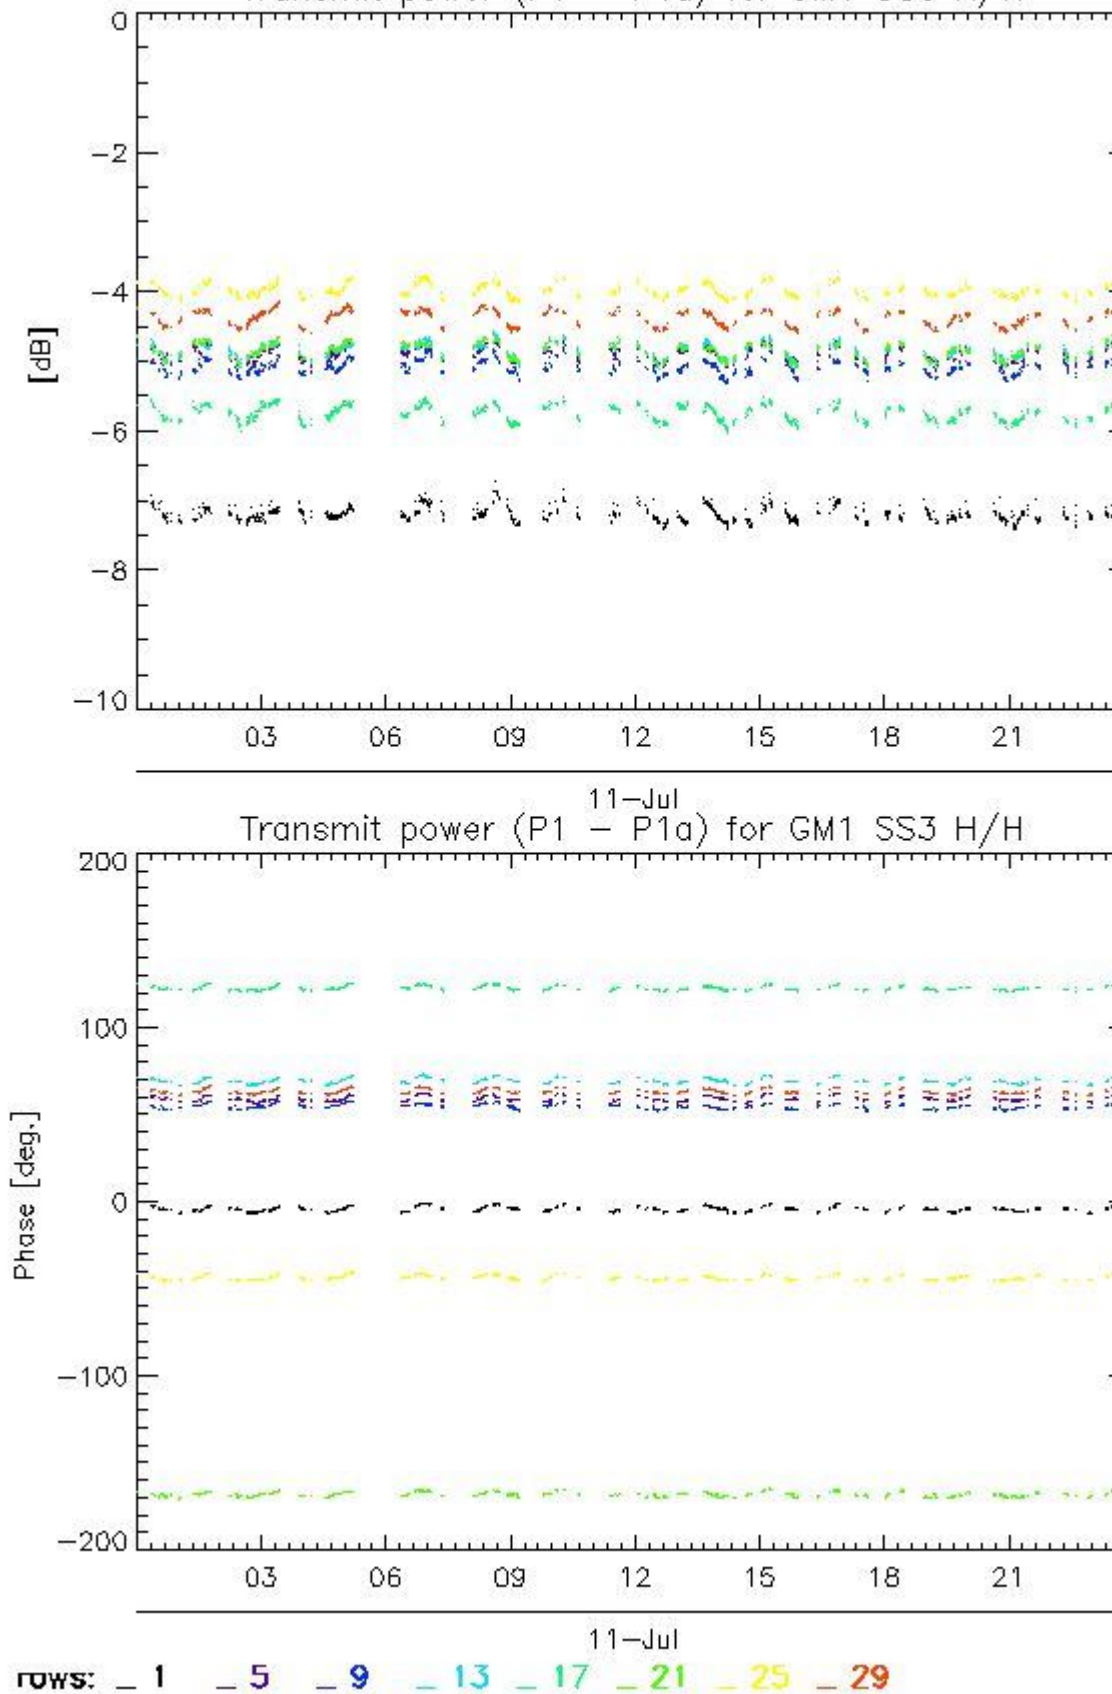 0
−2
−4
[dB]
−6
−8
−10
03 06 09 12 15 18 21
11−Jul
Transmit power (P1 − P1a) for GM1 SS3 H/H
200
100
0
Phase [deg.]
−100
−200
03 06 09 12 15 18 21
11−Jul
rows: _ 1 _ 5 _ 9 _ 13 _ 17 _ 21 _ 25 _ 29